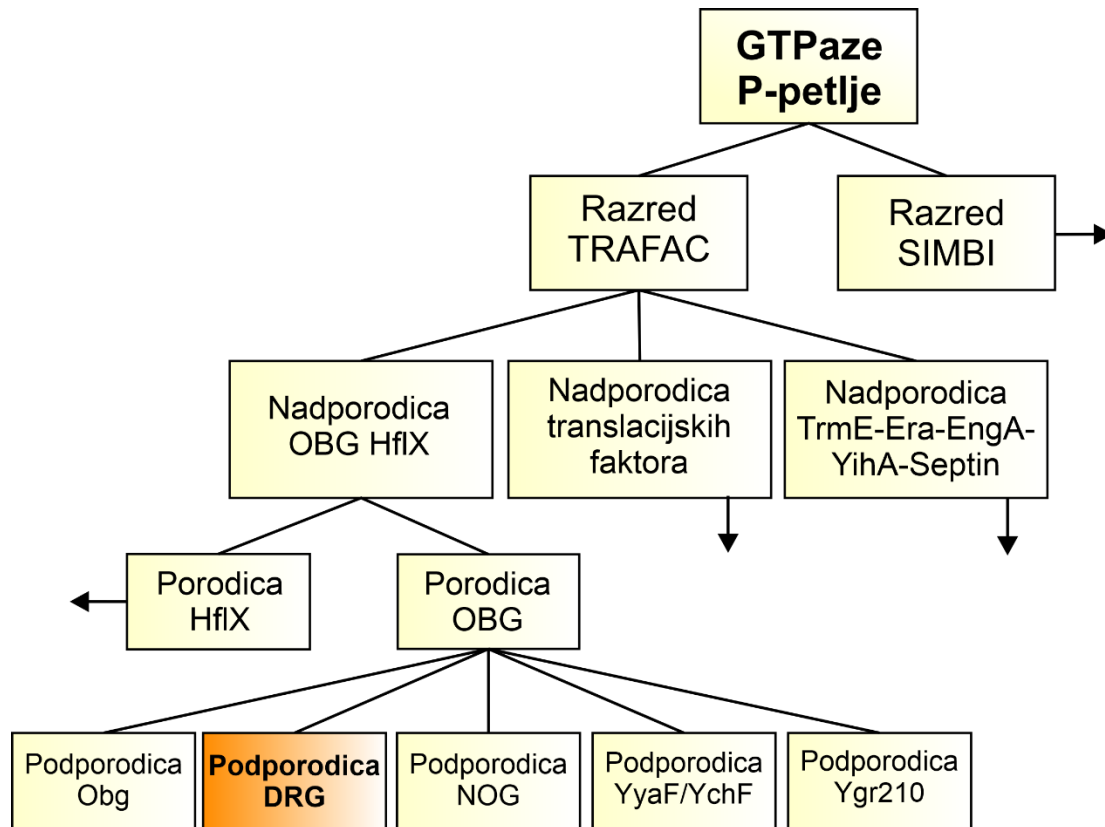 GTPaze
P-petlje
Razred
TRAFAC
Razred
SIMBI
Nadporodica
OBG HflX
Nadporodica
translacijskih
faktora
Nadporodica
TrmE-Era-EngA-
YihA-Septin
Porodica
HflX
Porodica
OBG
Podporodica
Obg
Podporodica
DRG
Podporodica
NOG
Podporodica
YyaF/YchF
Podporodica
Ygr210